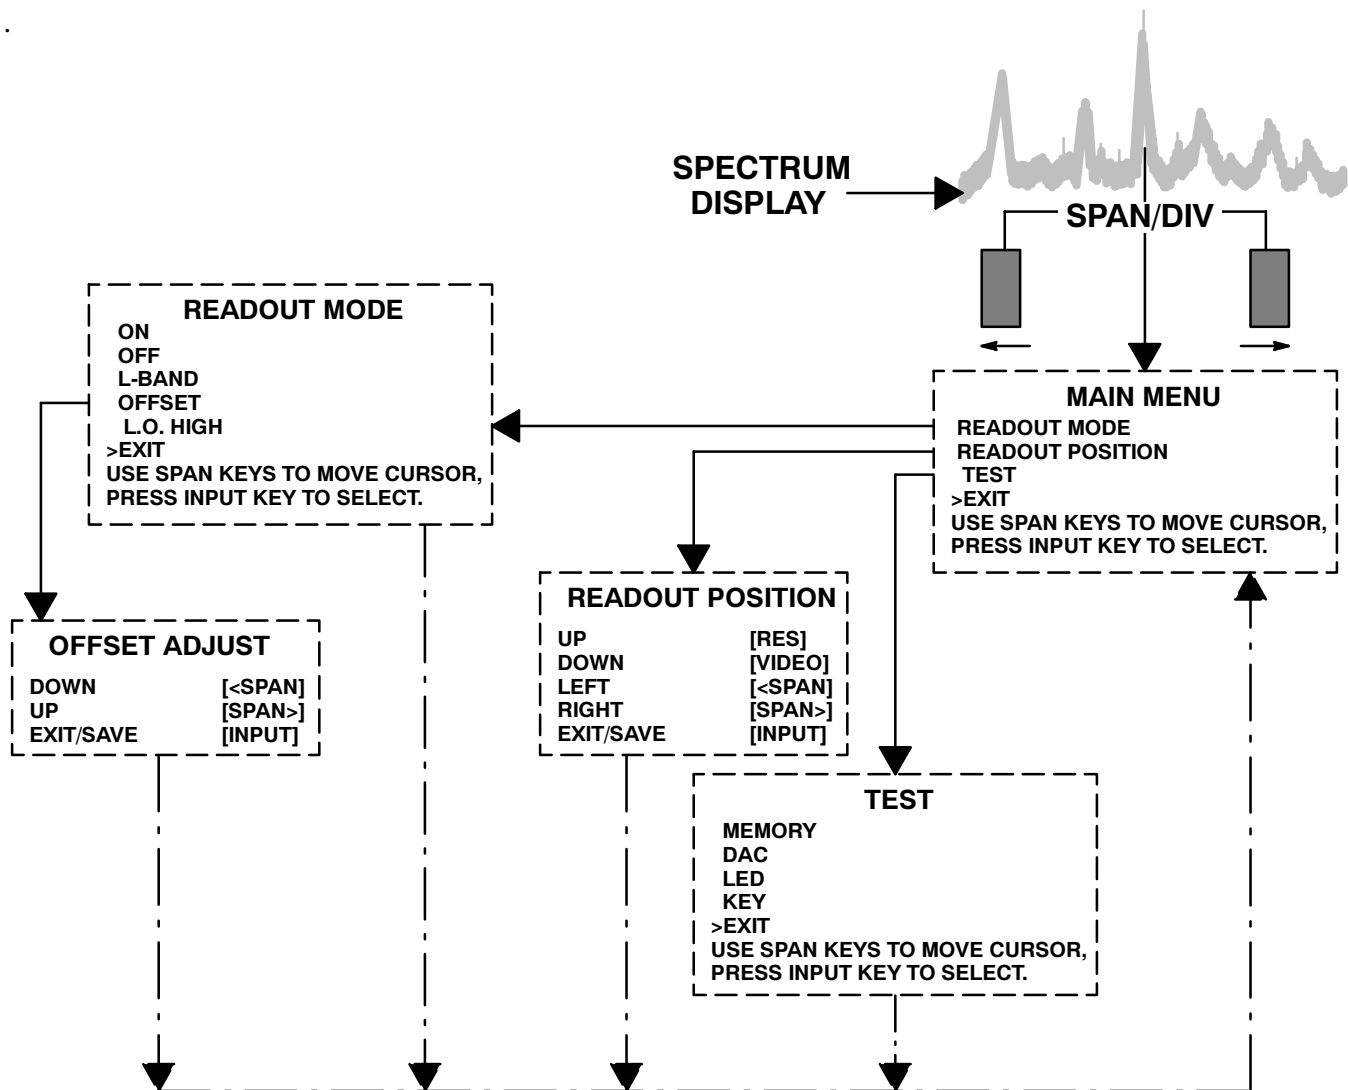 .
SPECTRUM
DISPLAY
SPAN/DIV
READOUT MODE
ON
OFF
L-BAND
OFFSET
L.O. HIGH
>EXIT
USE SPAN KEYS TO MOVE CURSOR,
PRESS INPUT KEY TO SELECT.
MAIN MENU
READOUT MODE
READOUT POSITION
TEST
>EXIT
USE SPAN KEYS TO MOVE CURSOR,
PRESS INPUT KEY TO SELECT.
OFFSET ADJUST
DOWN [<SPAN]
UP [SPAN>]
EXIT/SAVE [INPUT]
READOUT POSITION
UP [RES]
DOWN [VIDEO]
LEFT [<SPAN]
RIGHT [SPAN>]
EXIT/SAVE [INPUT]
TEST
MEMORY
DAC
LED
KEY
>EXIT
USE SPAN KEYS TO MOVE CURSOR,
PRESS INPUT KEY TO SELECT.